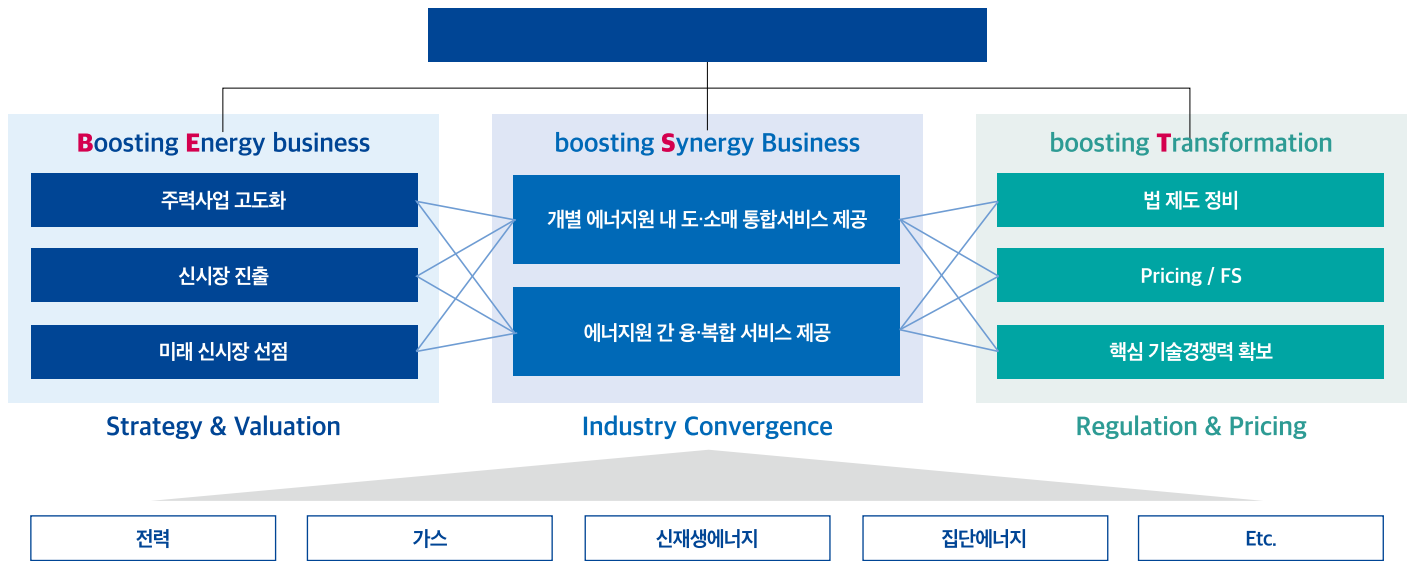 Boosting Energy business
주력사업 고도화
신시장 진출
미래 신시장 선점
Strategy & Valuation
boosting Synergy Business
개별 에너지원 내 도·소매 통합서비스 제공
에너지원 간 융·복합 서비스 제공
Industry Convergence
boosting Transformation
법 제도 정비
Pricing / FS
핵심 기술경쟁력 확보
Regulation & Pricing
전력
가스
신재생에너지
집단에너지
Etc.